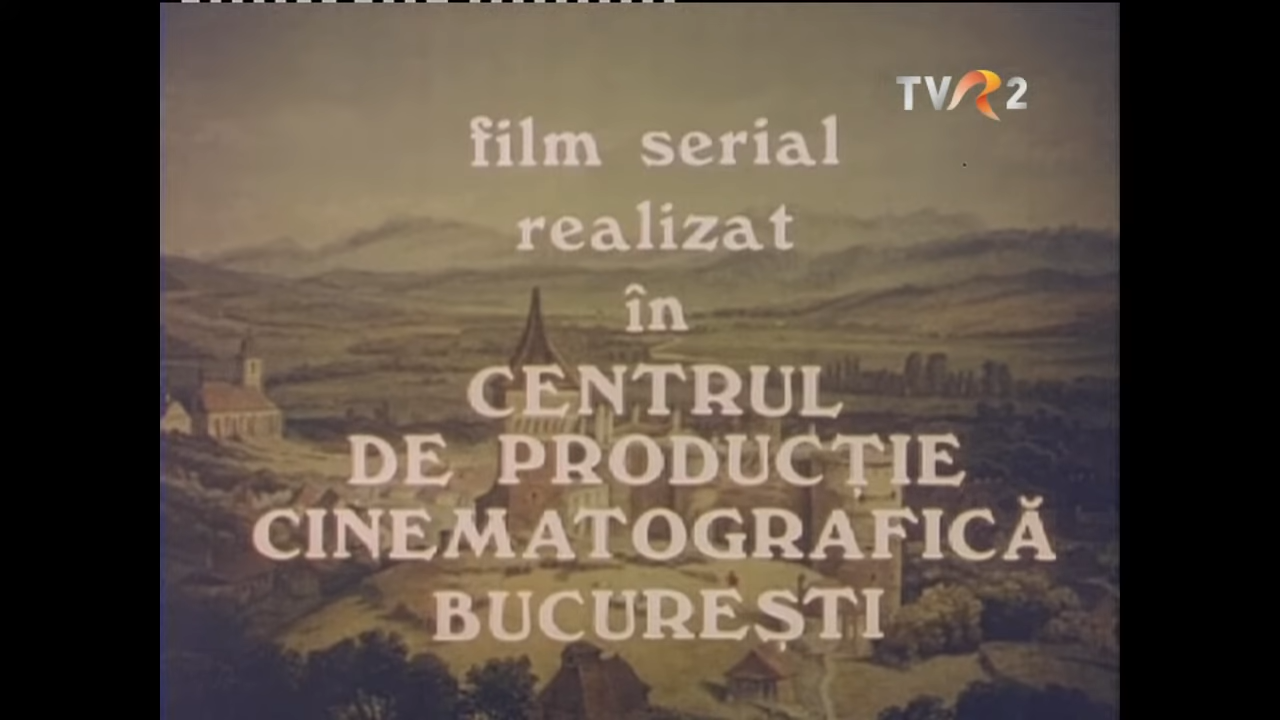 TVR2
film serial
realizat
în
CENTRUL
DE PRODUCȚIE
CINEMATOGRAFICĂ
BUCUREȘTI